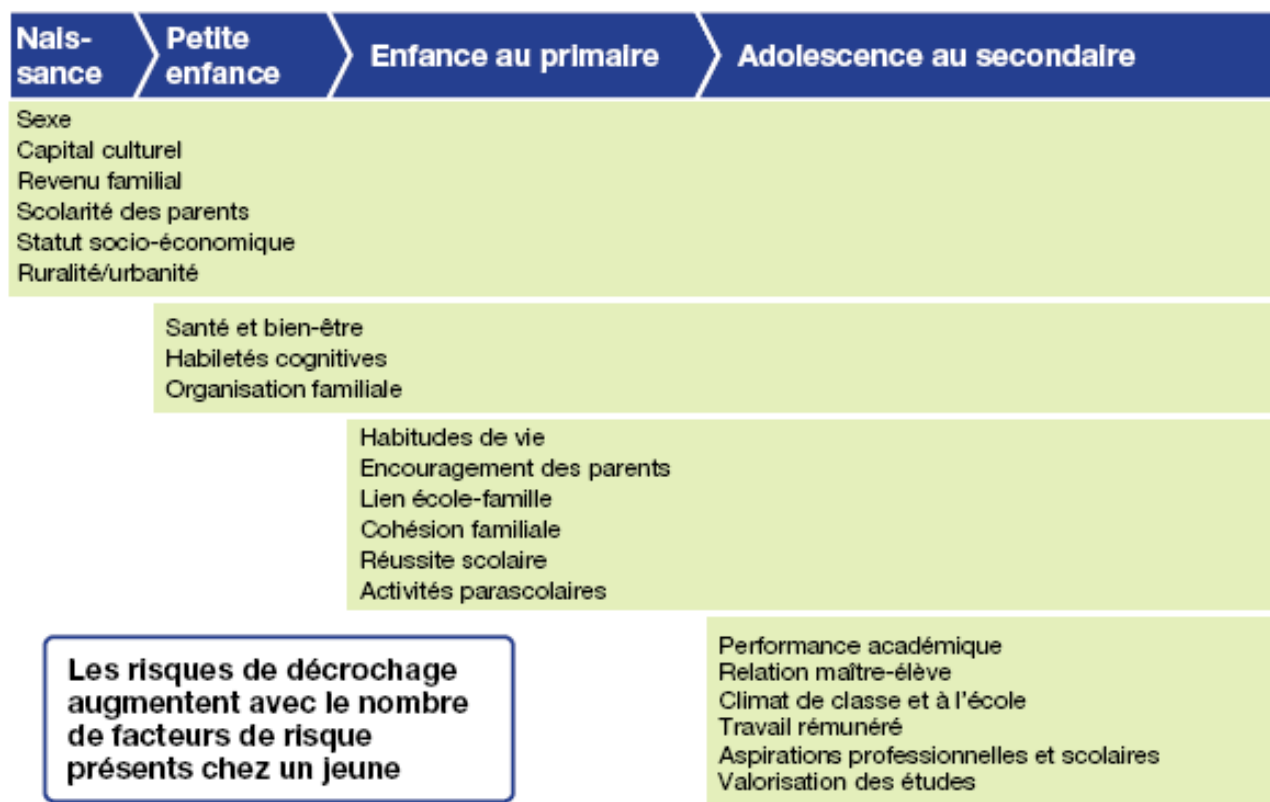 Nais-
sance
Petite
enfance
Enfance au primaire
Adolescence au secondaire
Sexe
Capital culturel
Revenu familial
Scolarité des parents
Statut socio-économique
Ruralité/urbanité
Santé et bien-être
Habiletés cognitives
Organisation familiale
Habitudes de vie
Encouragement des parents
Lien école-famille
Cohésion familiale
Réussite scolaire
Activités parascolaires
Les risques de décrochage
augmentent avec le nombre
de facteurs de risque
présents chez un jeune
Performance académique
Relation maître-élève
Climat de classe et à l'école
Travail rémunéré
Aspirations professionnelles et scolaires
Valorisation des études